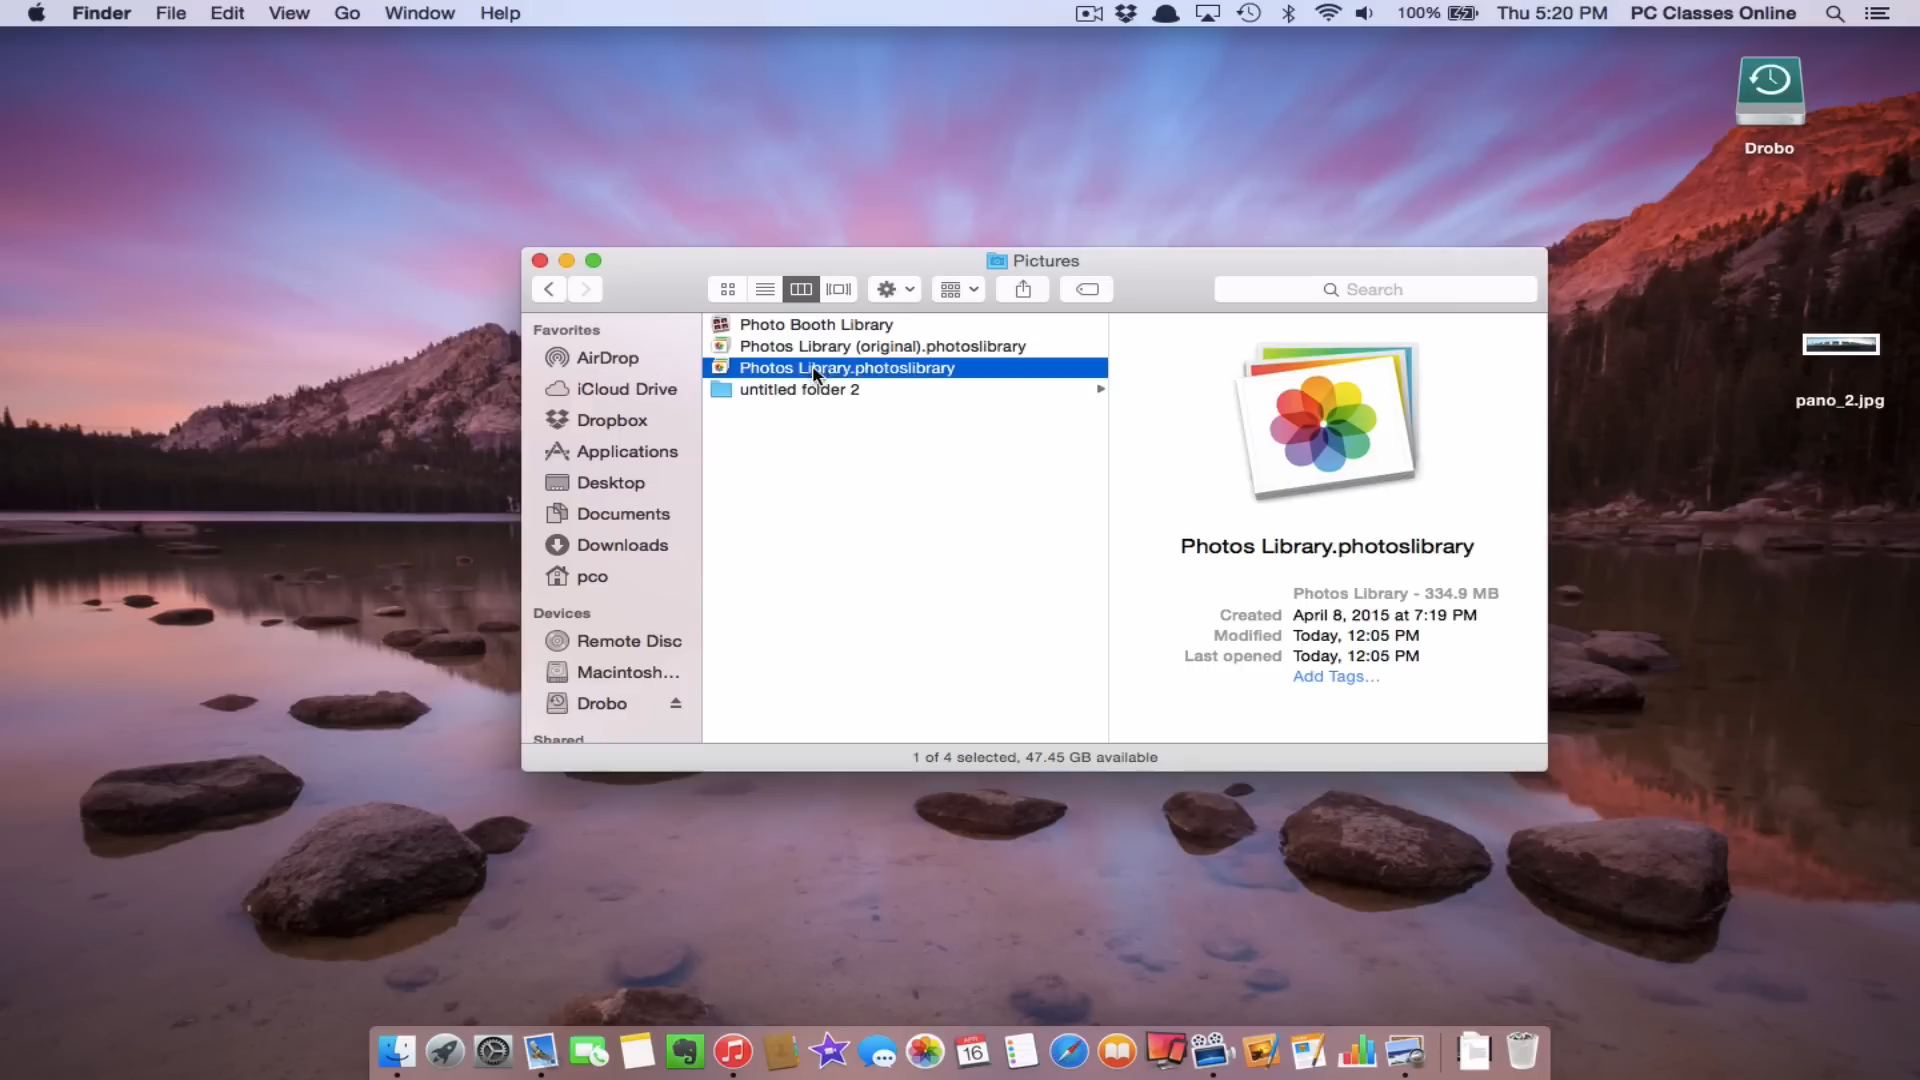 Finder File Edit View Go Window Help 100% Thu 5:20 PM PC Classes Online
Drobo
pano_2.jpg
Pictures
Search
Favorites
AirDrop
iCloud Drive
Dropbox
Applications
Desktop
Documents
Downloads
pco
Devices
Remote Disc
Macintosh...
Drobo
Shared
Photo Booth Library
Photos Library (original).photoslibrary
Photos Library.photoslibrary
untitled folder 2
Photos Library.photoslibrary
Photos Library - 334.9 MB
Created April 8, 2015 at 7:19 PM
Modified Today, 12:05 PM
Last opened Today, 12:05 PM
Add Tags...
1 of 4 selected, 47.45 GB available
APR
16